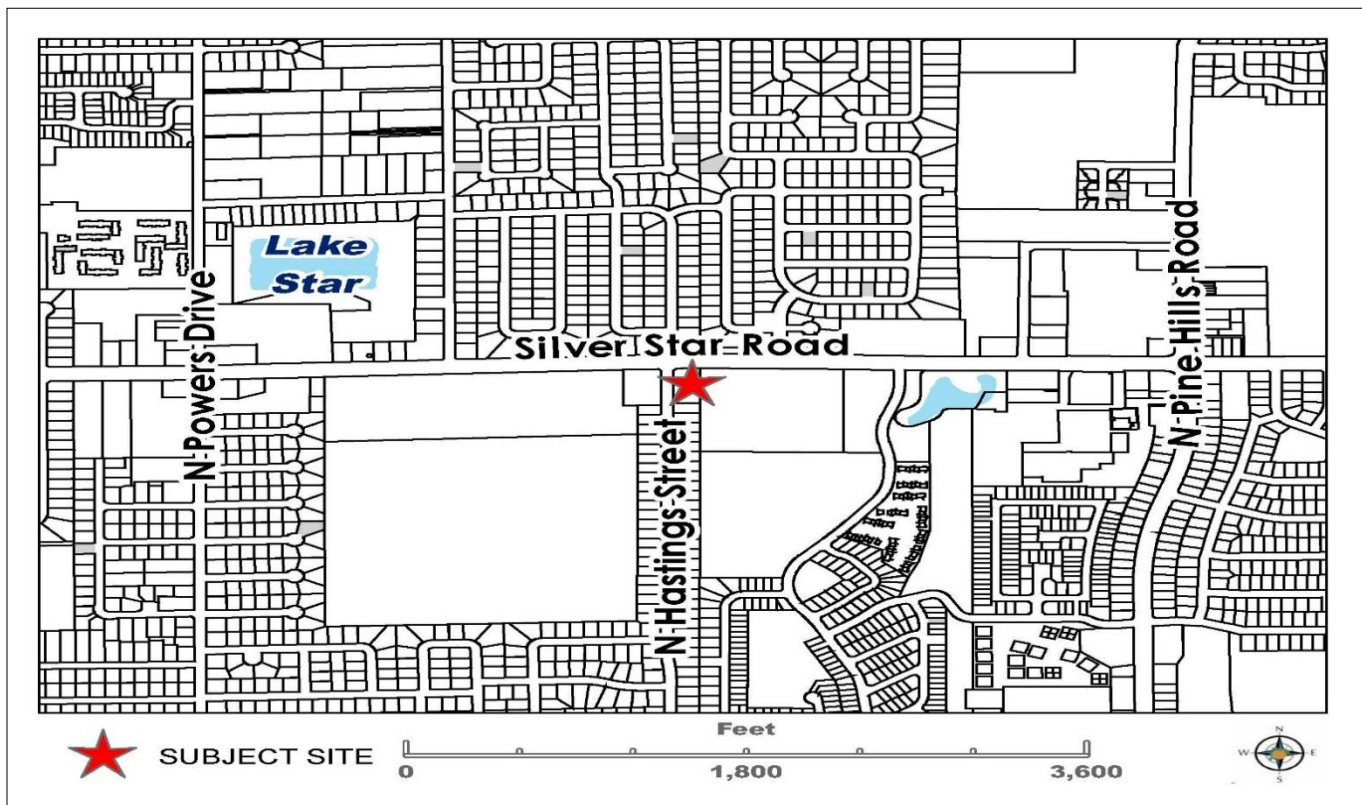 Lake
Star
N Powers Drive
Silver Star Road
N Hastings Street
N Pine Hills Road
SUBJECT SITE
Feet
0 1,800 3,600
N
W E
S